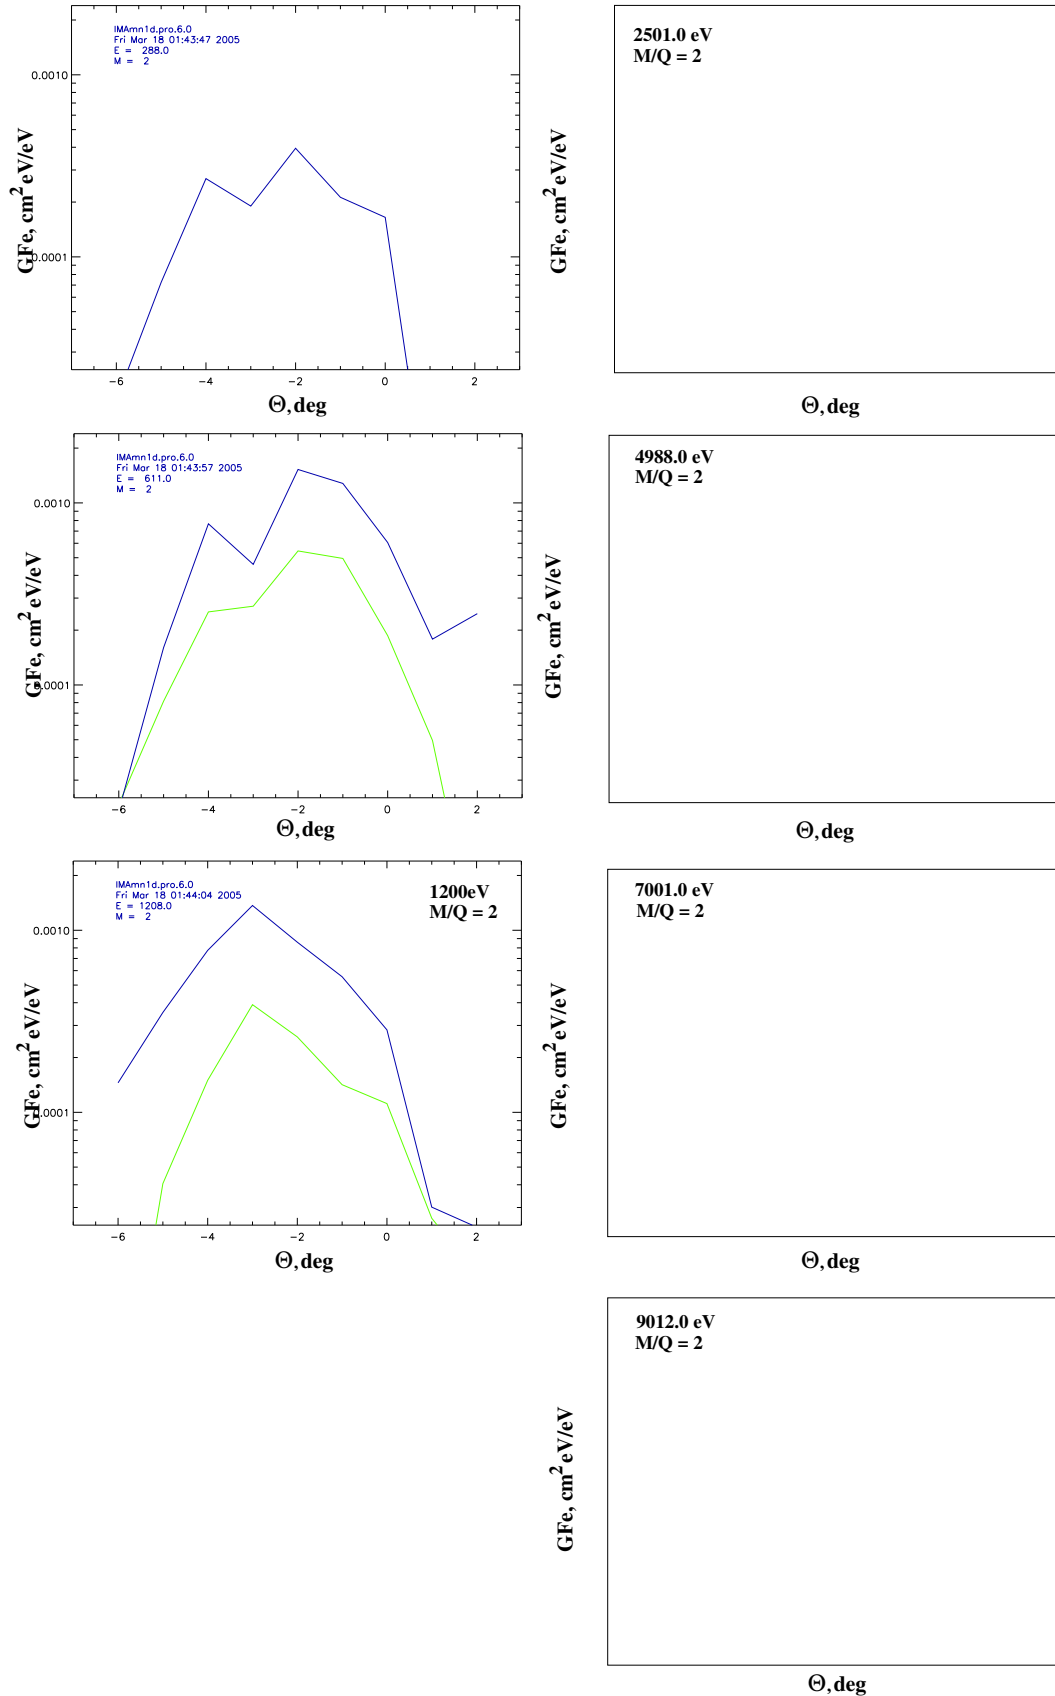 IMAmn1d.pro.6.0
Fri Mar 18 01:43:47 2005
E = 288.0
M = 2
0.0010
0.0001
GFe, cm2 eV/eV
-6 -4 -2 0 2
Θ, deg
2501.0 eV
M/Q = 2
GFe, cm2 eV/eV
Θ, deg
IMAmn1d.pro.6.0
Fri Mar 18 01:43:57 2005
E = 611.0
M = 2
0.0010
0.0001
GFe, cm2 eV/eV
-6 -4 -2 0 2
Θ, deg
4988.0 eV
M/Q = 2
GFe, cm2 eV/eV
Θ, deg
IMAmn1d.pro.6.0
Fri Mar 18 01:44:04 2005
E = 1208.0
M = 2
1200eV
M/Q = 2
0.0010
0.0001
GFe, cm2 eV/eV
-6 -4 -2 0 2
Θ, deg
7001.0 eV
M/Q = 2
GFe, cm2 eV/eV
Θ, deg
9012.0 eV
M/Q = 2
GFe, cm2 eV/eV
Θ, deg